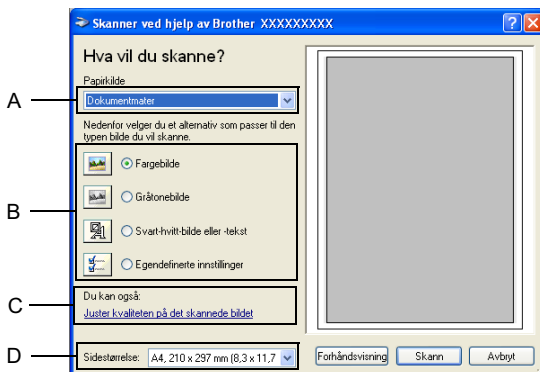 Skanner ved hjelp av Brother XXXXXXXXX
Hva vil du skanne?
Papirkilde
A
Dokumentmater
Nedenfor velger du et alternativ som passer til den
typen bilde du vil skanne.
B
Fargebilde
Gråtonebilde
Svart-hvitt-bilde eller -tekst
Egendefinerte innstillinger
C
Du kan også:
Juster kvaliteten på det skannede bildet
D
Sidestørrelse: A4, 210 x 297 mm (8,3 x 11,7
Forhåndsvisning Skann Avbryt